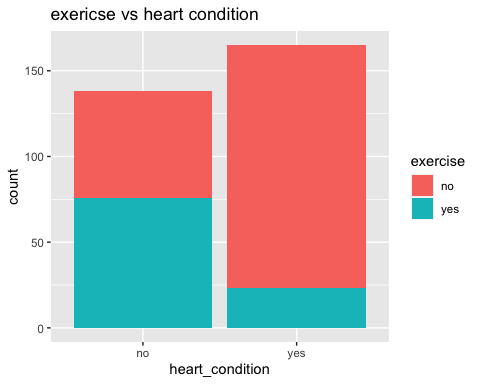 exericse vs heart condition
150
100
50
0
count
no
yes
heart_condition
exercise
no
yes